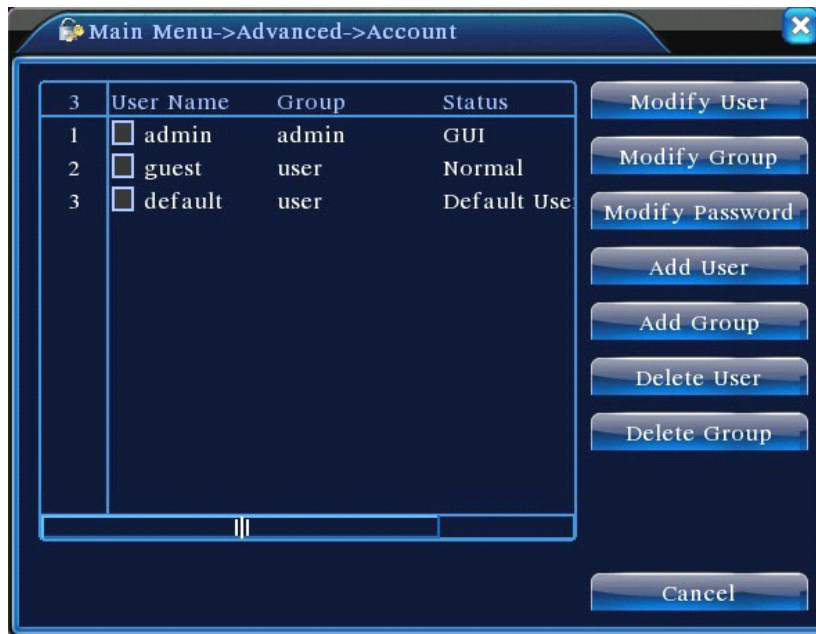 Main Menu->Advanced->Account
3 User Name Group Status
1 admin admin GUI
2 guest user Normal
3 default user Default Use
Modify User
Modify Group
Modify Password
Add User
Add Group
Delete User
Delete Group
Cancel